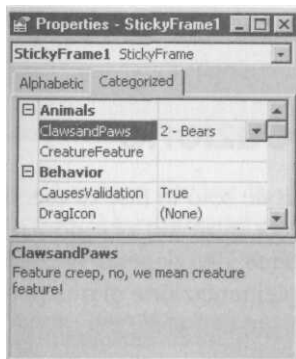 Properties - StickyFrame1
StickyFrame1 StickyFrame
Alphabetic Categorized
Animals
ClawsandPaws 2 - Bears
CreatureFeature
Behavior
CausesValidation True
DragIcon (None)
ClawsandPaws
Feature creep, no, we mean creature
feature!